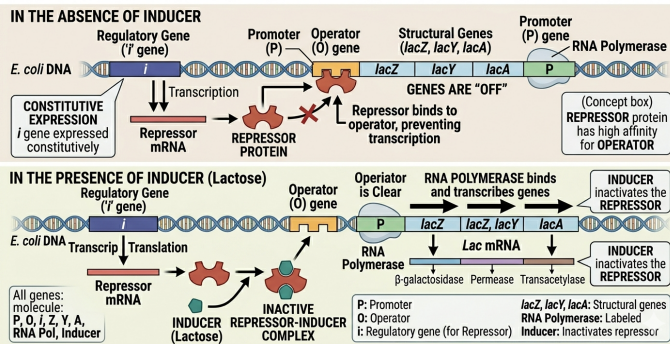 IN THE ABSENCE OF INDUCER
Regulatory Gene
('i' gene)
Promoter
(P)
Operator
(O) gene
Structural Genes
(lacZ, lacY, lacA)
Promoter
(P) gene
RNA Polymerase
E. coli DNA
i
lacZ
lacY
lacA
P
GENES ARE "OFF"
CONSTITUTIVE
EXPRESSION
i gene expressed
constitutively
Transcription
Repressor
mRNA
REPRESSOR
PROTEIN
Repressor binds to
operator, preventing
transcription
(Concept box)
REPRESSOR protein
has high affinity
for OPERATOR
IN THE PRESENCE OF INDUCER (Lactose)
Regulatory Gene
('i' gene)
Operator
(O) gene
Operator
is Clear
RNA POLYMERASE binds
and transcribes genes
INDUCER
inactivates the
REPRESSOR
E. coli DNA
i
P
lacZ
lacZ, lacY
lacA
Transcrip
Translation
RNA
Polymerase
Lac mRNA
INDUCER
inactivates the
REPRESSOR
β-galactosidase
Permease
Transacetylase
Repressor
mRNA
INDUCER
(Lactose)
INACTIVE
REPRESSOR-INDUCER
COMPLEX
All genes:
molecule:
P, O, i, Z, Y, A,
RNA Pol, Inducer
P: Promoter
O: Operator
i: Regulatory gene (for Repressor)
lacZ, lacY, lacA: Structural genes
RNA Polymerase: Labeled
Inducer: Inactivates repressor